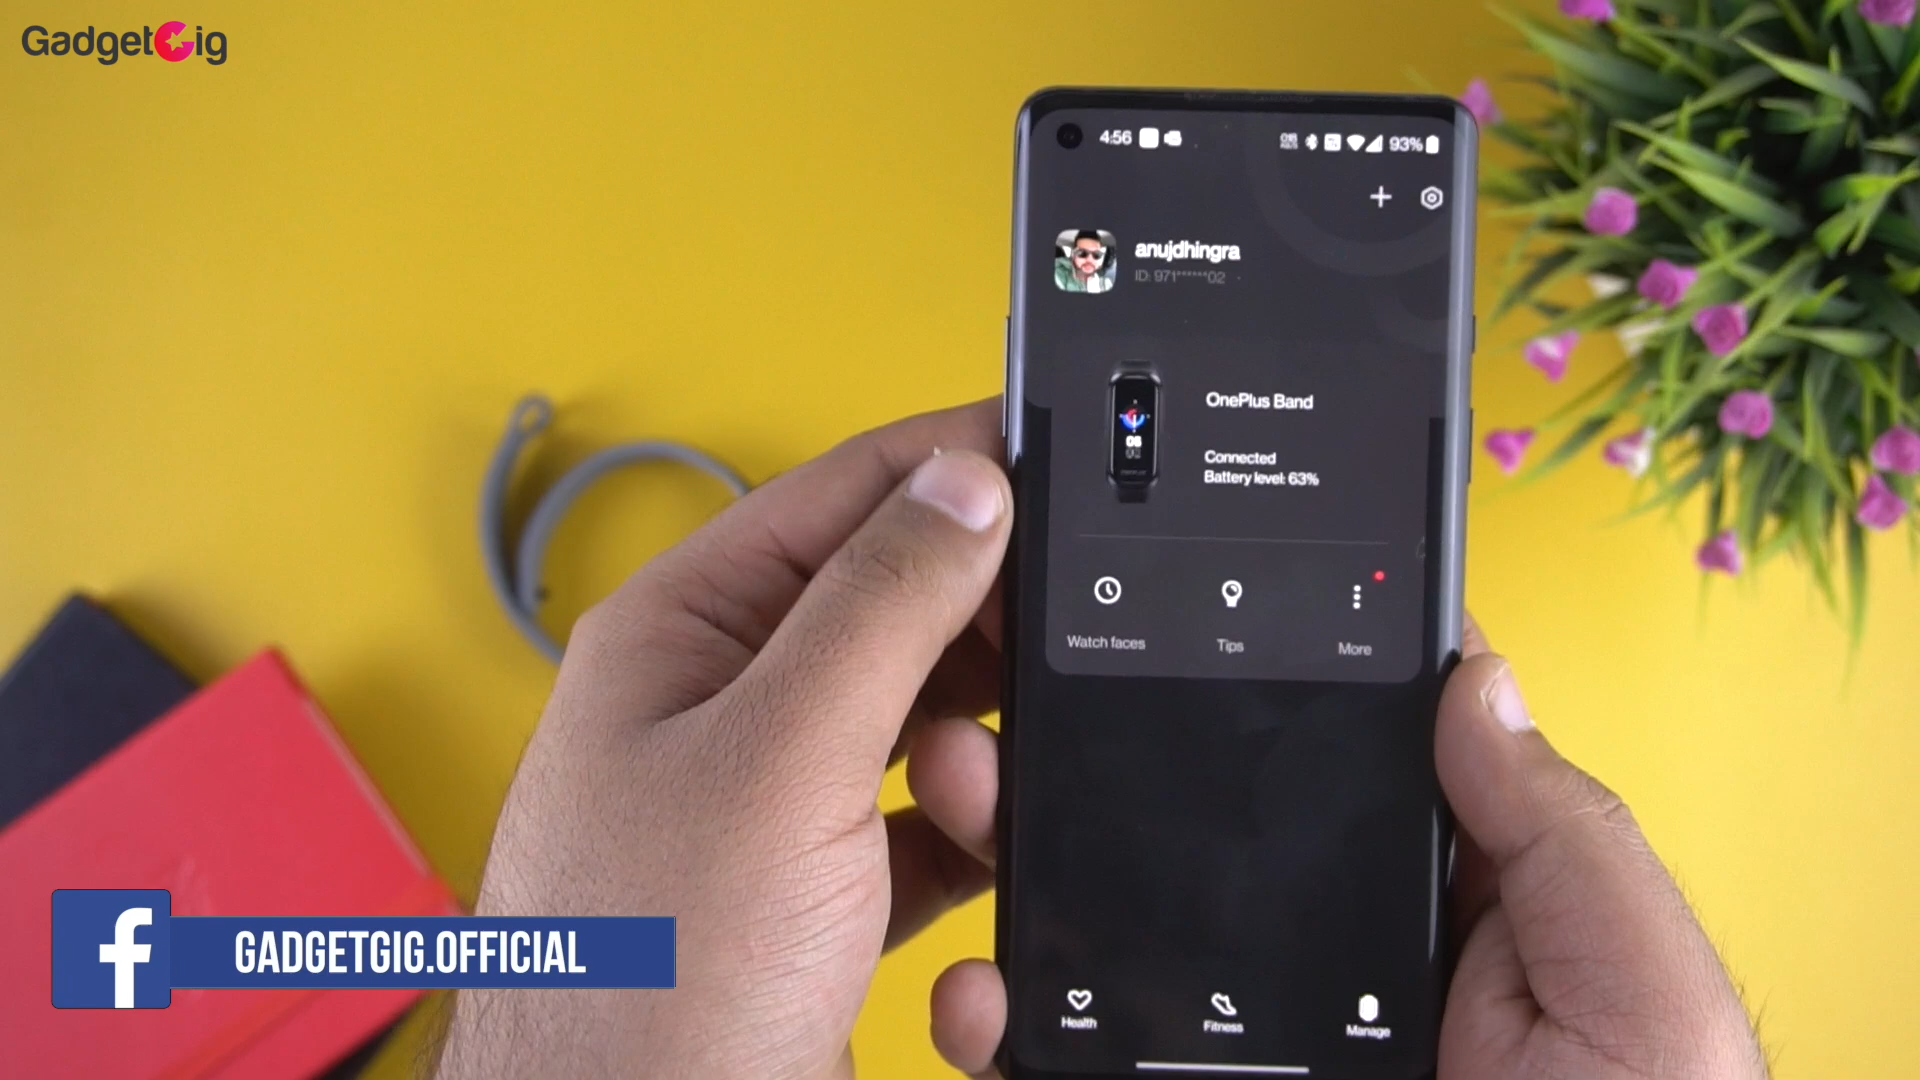 GadgetGig
4:56
93%
anujdhingra
ID: 971******02
OnePlus Band
08
Connected
Battery level: 63%
Watch faces
Tips
More
Health
Fitness
Manage
f GADGETGIG.OFFICIAL